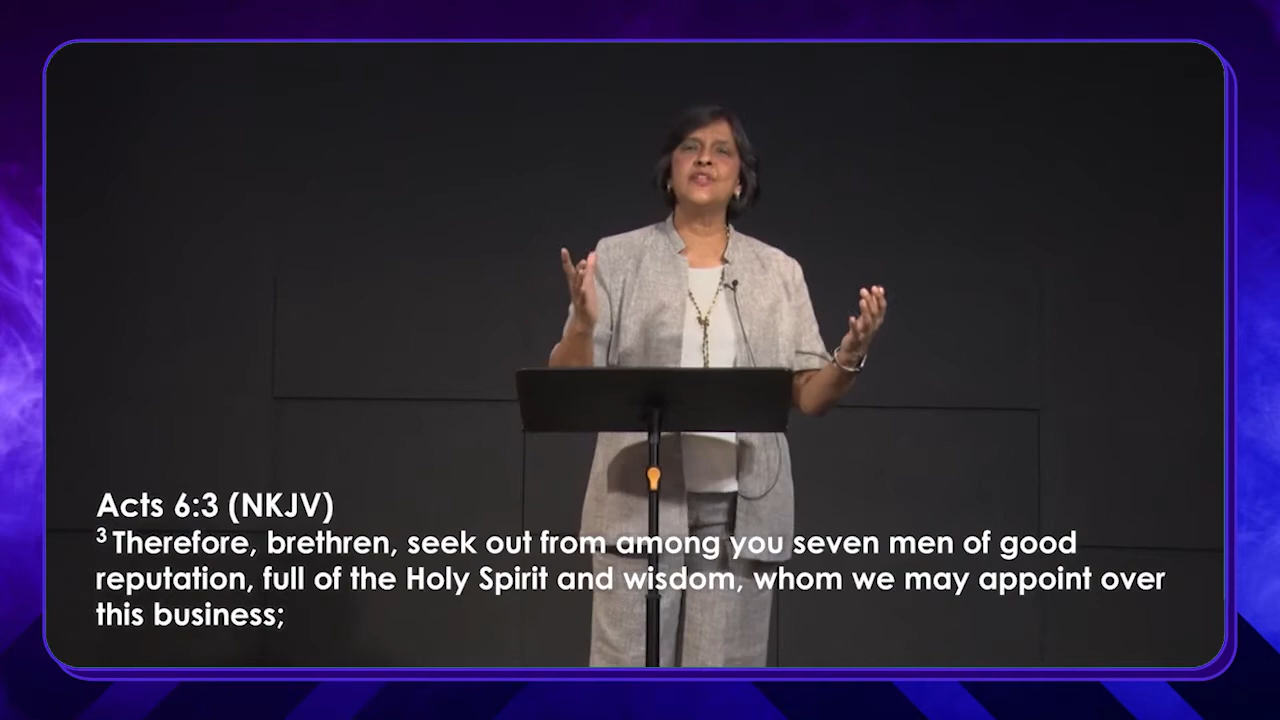 Acts 6:3 (NKJV)
³ Therefore, brethren, seek out from among you seven men of good
reputation, full of the Holy Spirit and wisdom, whom we may appoint over
this business;